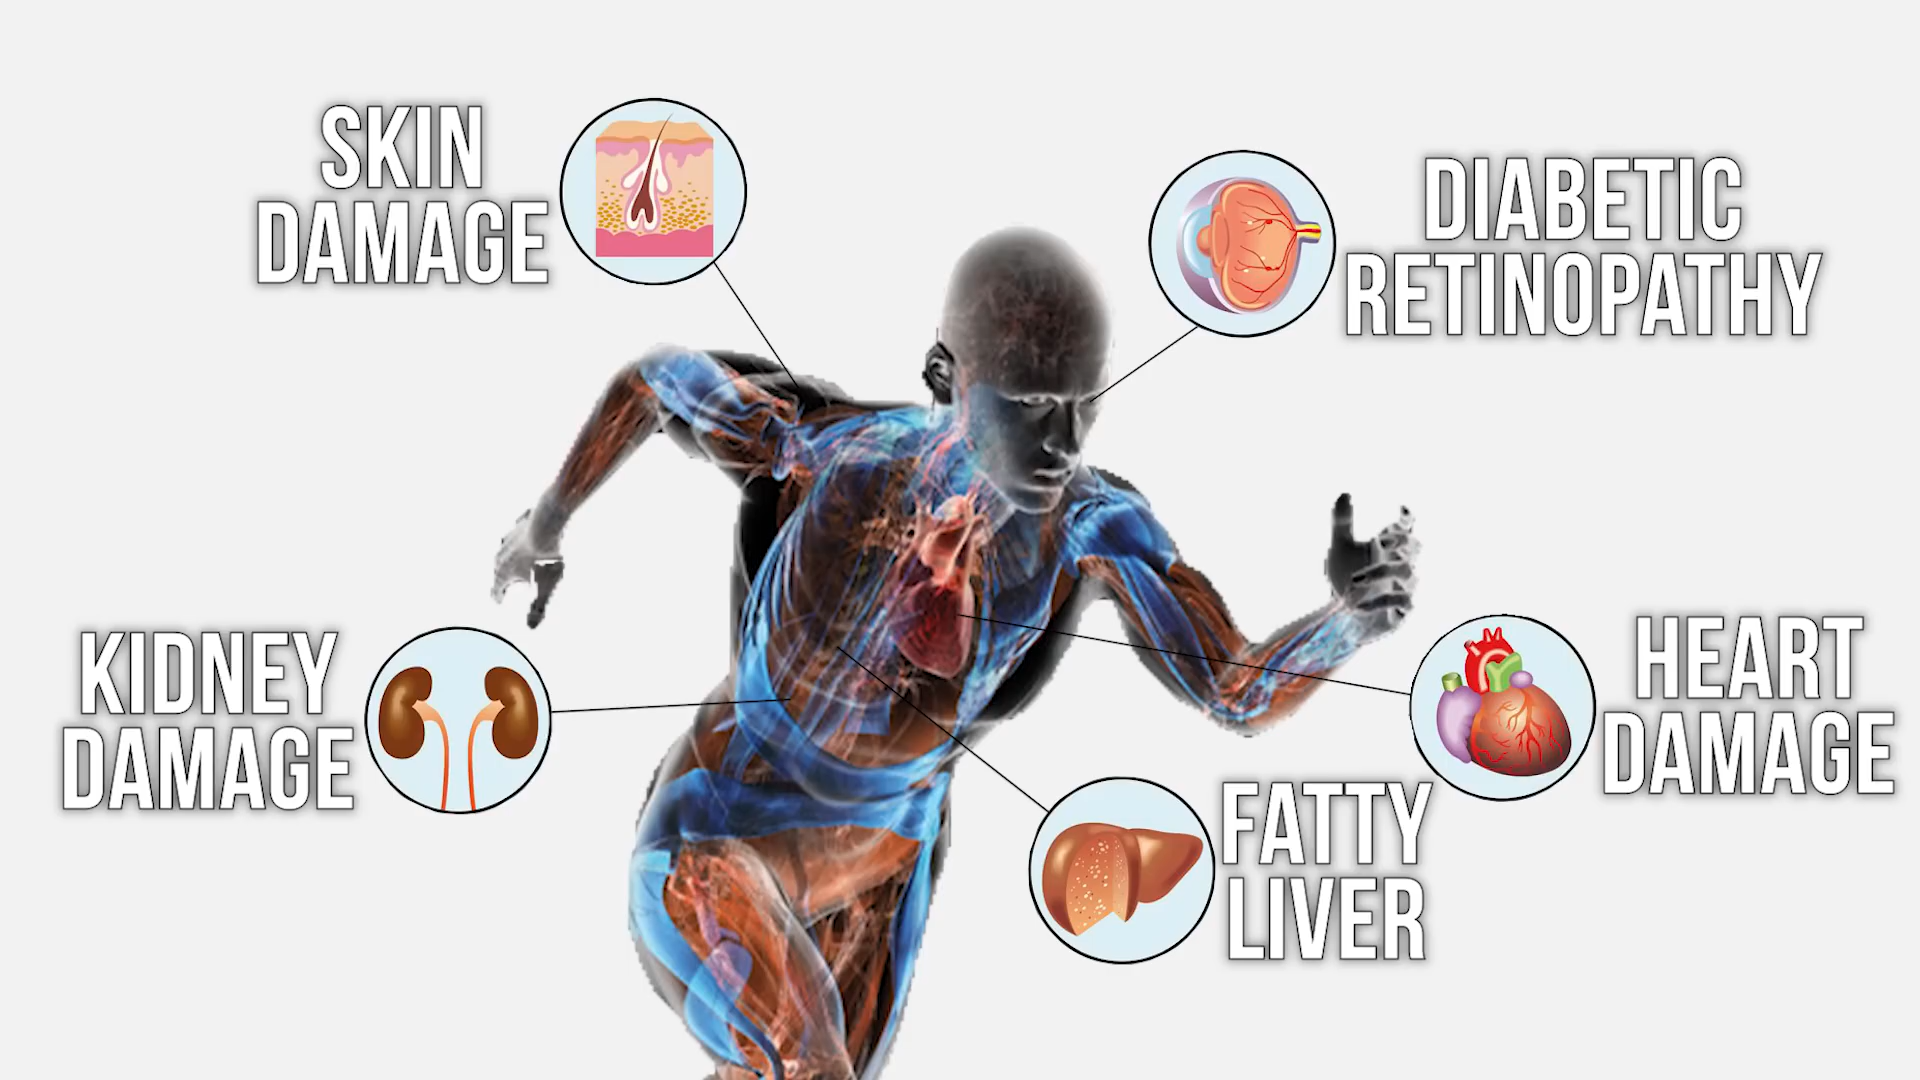 SKIN
DAMAGE
DIABETIC
RETINOPATHY
KIDNEY
DAMAGE
HEART
DAMAGE
FATTY
LIVER